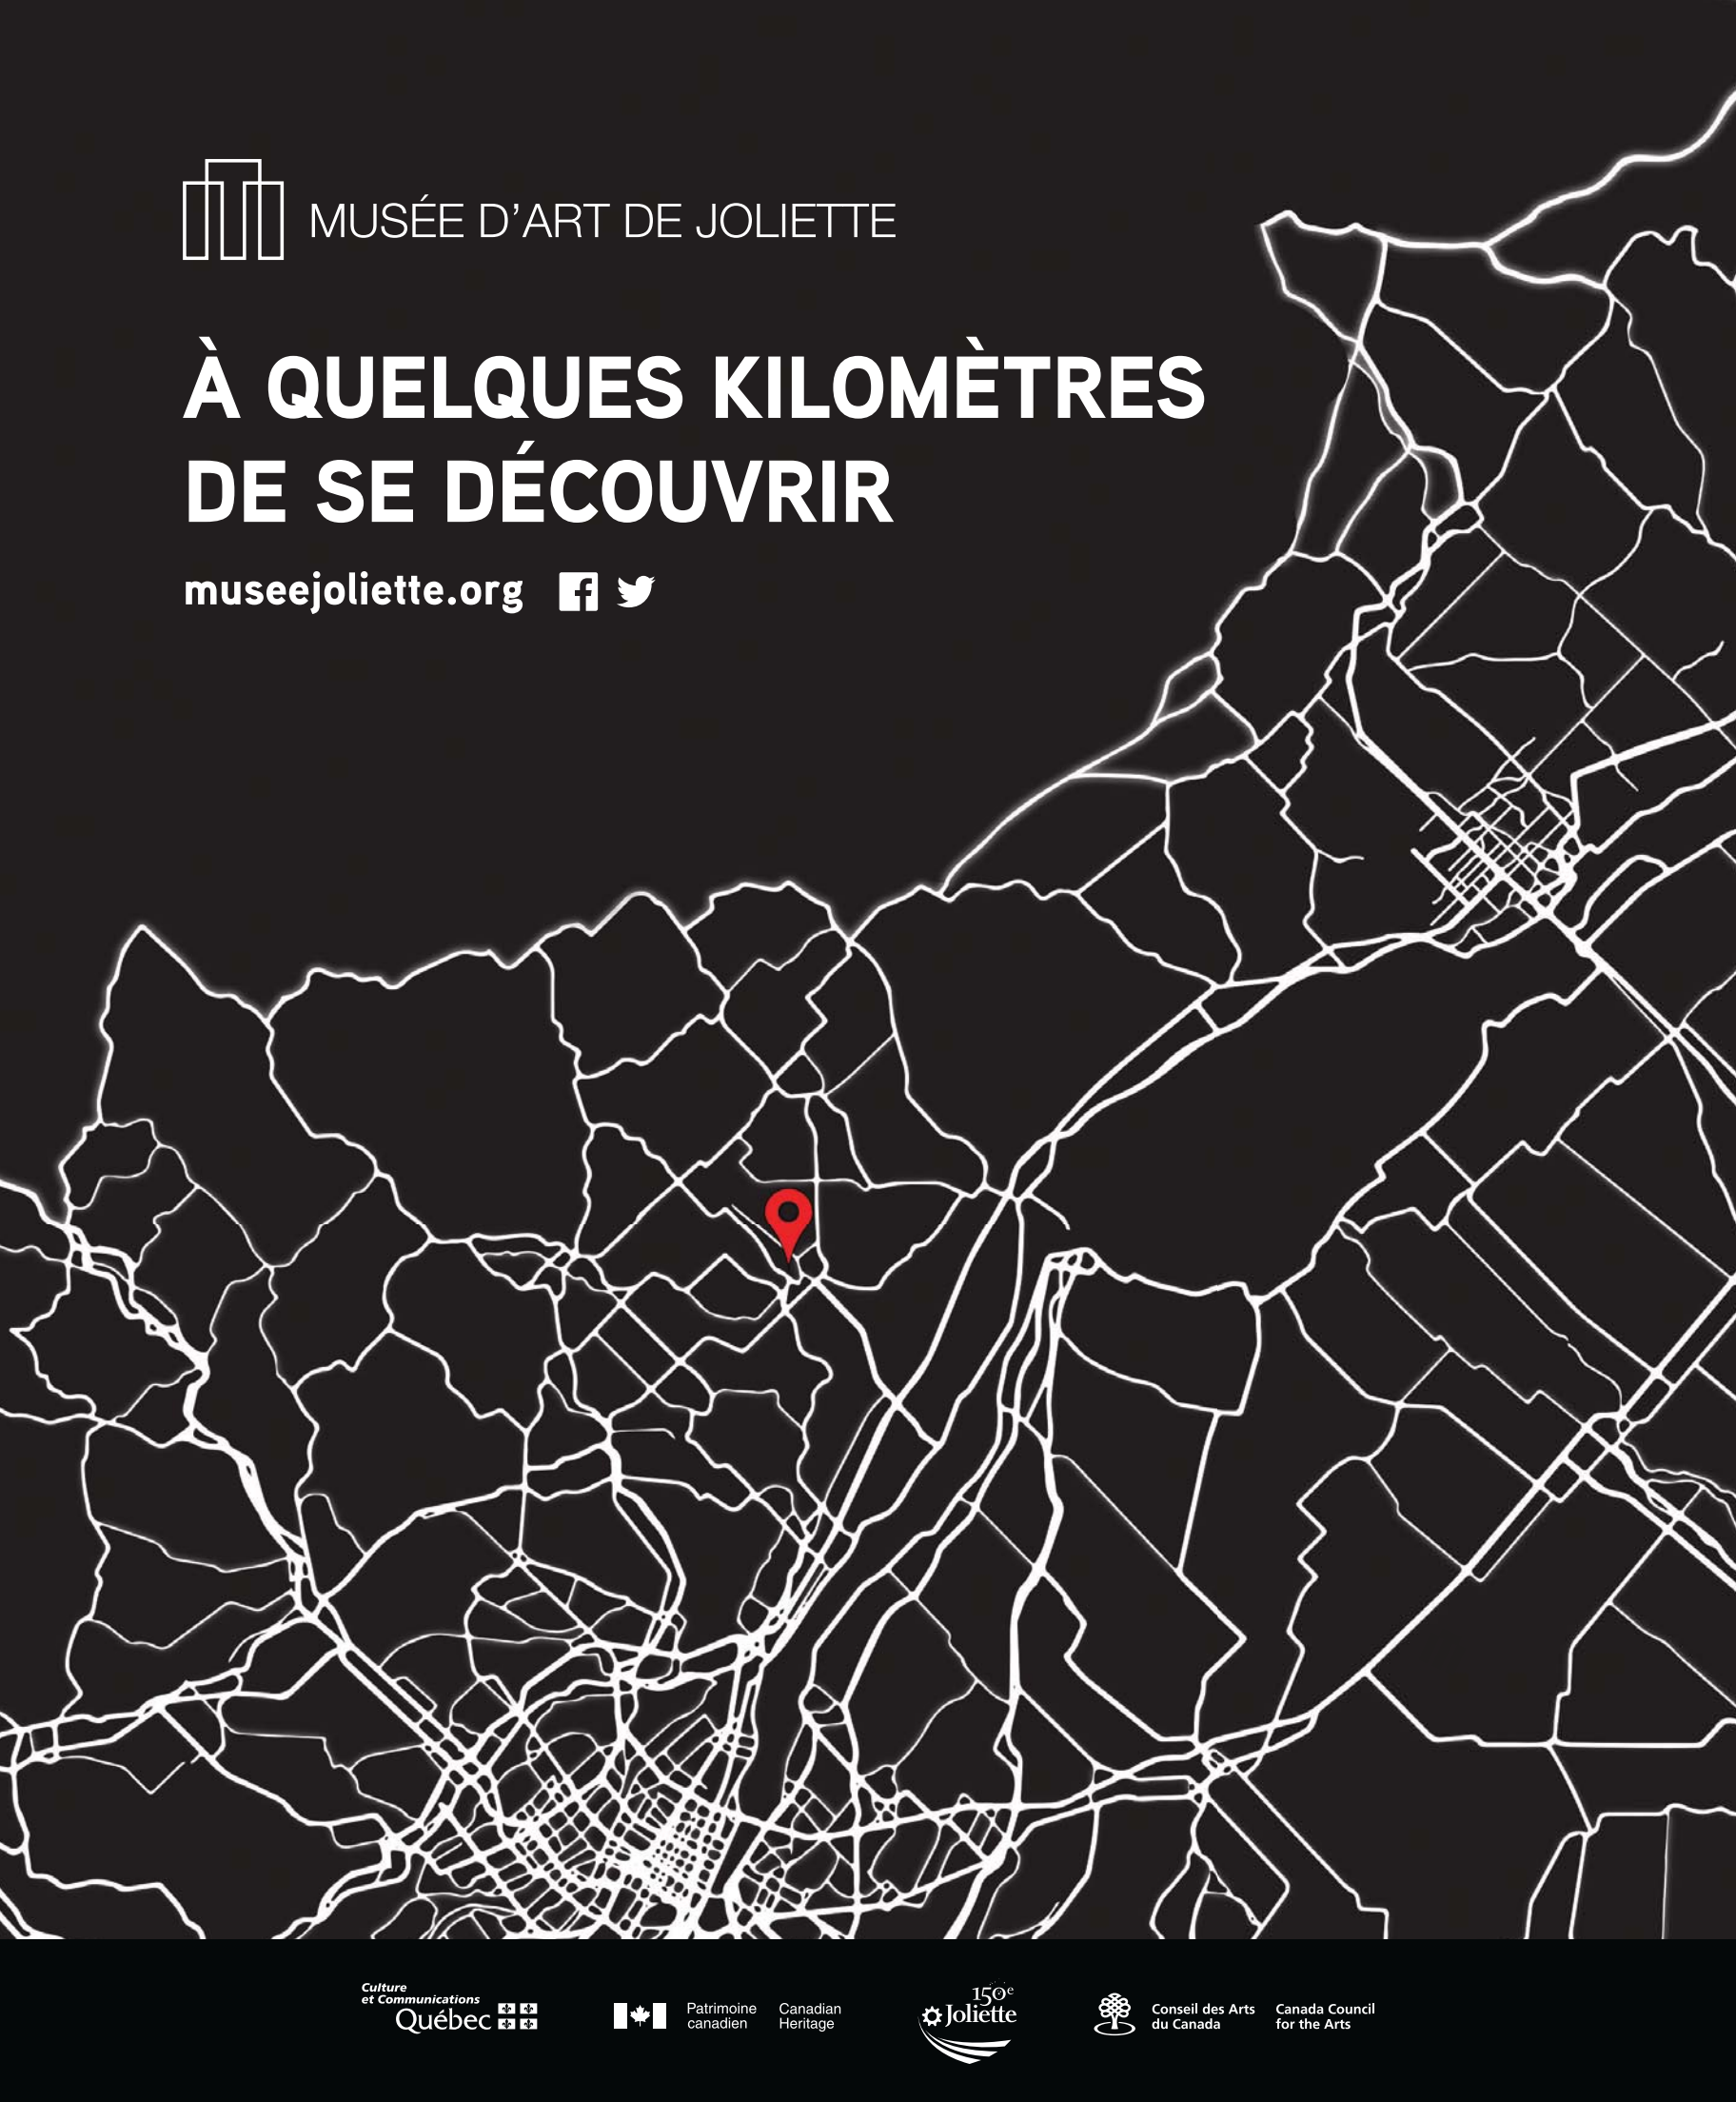 MUSÉE D'ART DE JOLIETTE
À QUELQUES KILOMÈTRES
DE SE DÉCOUVRIR
museejoliette.org
Culture
et Communications
Québec
Patrimoine
canadien
Canadian
Heritage
150e
Joliette
Conseil des Arts
du Canada
Canada Council
for the Arts